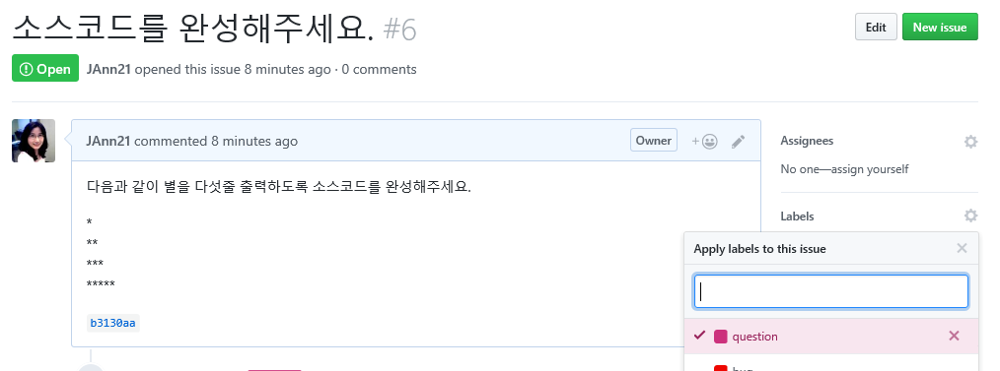 소스코드를 완성해주세요. #6
Edit
New issue
Open
JAnn21 opened this issue 8 minutes ago · 0 comments
JAnn21 commented 8 minutes ago
Owner
다음과 같이 별을 다섯줄 출력하도록 소스코드를 완성해주세요.
*
**
***
*****
b3130aa
Assignees
No one—assign yourself
Labels
Apply labels to this issue
question